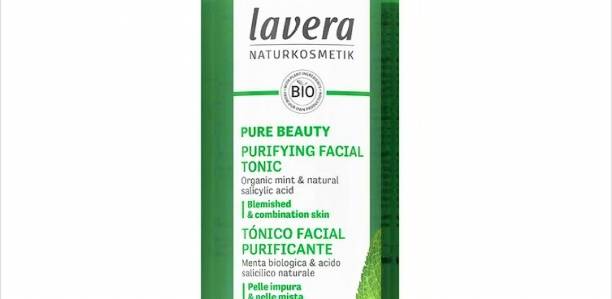 lavera
NATURKOSMETIK
BIO
PURE BEAUTY
PURIFYING FACIAL
TONIC
Organic mint & natural
salicylic acid
Blemished
& combination skin
TÓNICO FACIAL
PURIFICANTE
Menta biologica & acido
salicilico naturale
Pelle impura
& pelle mista